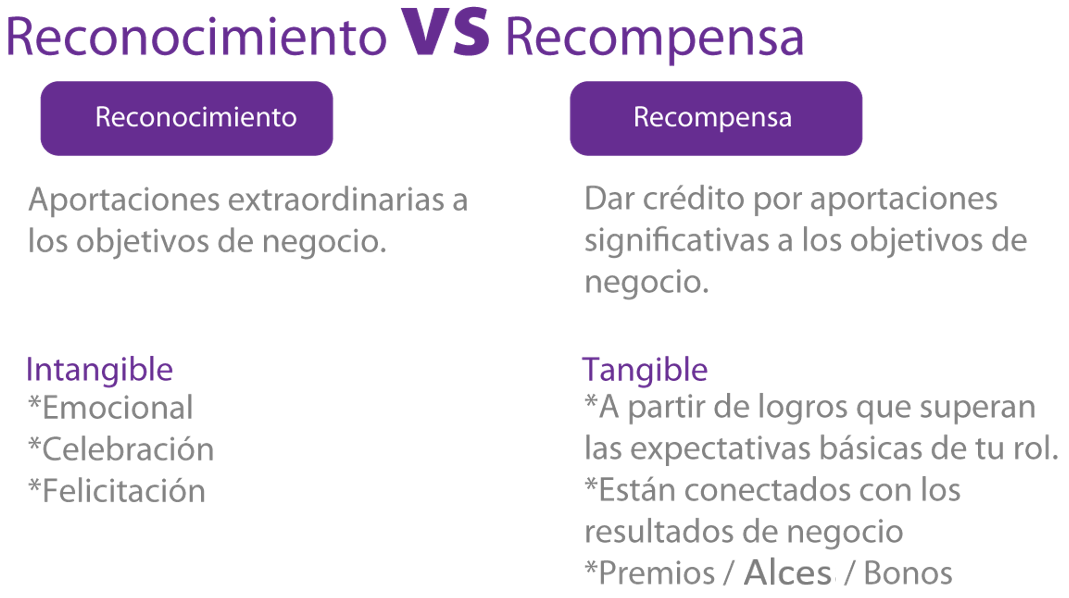 Reconocimiento VS Recompensa
Reconocimiento
Aportaciones extraordinarias a
los objetivos de negocio.
Intangible
*Emocional
*Celebración
*Felicitación
Recompensa
Dar crédito por aportaciones
significativas a los objetivos de
negocio.
Tangible
*A partir de logros que superan
las expectativas básicas de tu rol.
*Están conectados con los
resultados de negocio
*Premios / Alces / Bonos